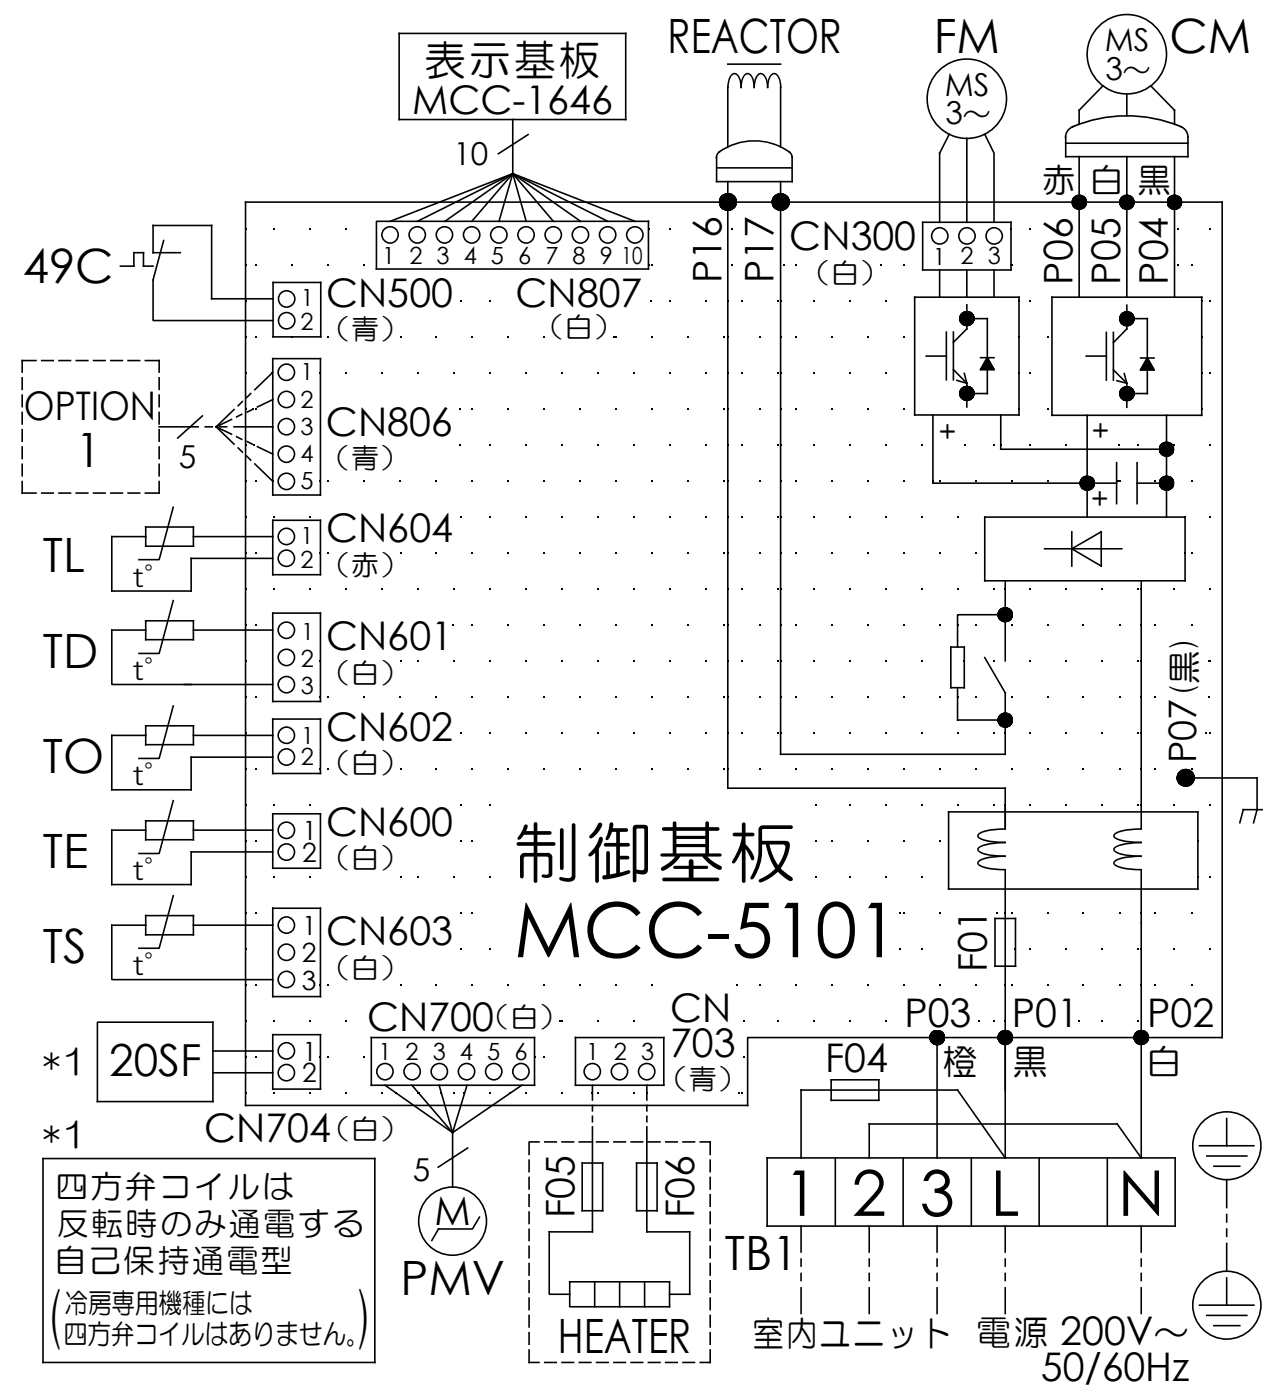 表示基板
MCC-1646
10
REACTOR
FM
MS
3～
CM
MS
3～
赤 白 黒
P16
P17
CN300
(白)
1 2 3
P06
P05
P04
1 2 3 4 5 6 7 8 9 10
CN807
(白)
49C
1
2
CN500
(青)
OPTION
1
5
1
2
3
4
5
CN806
(青)
+
+
+
TL
t°
1
2
CN604
(赤)
TD
t°
1
2
3
CN601
(白)
P07(黒)
TO
t°
1
2
CN602
(白)
TE
t°
1
2
CN600
(白)
制御基板
MCC-5101
TS
t°
1
2
3
CN603
(白)
F01
*1
20SF
1
2
CN704(白)
CN700(白)
1 2 3 4 5 6
CN
703
(青)
1 2 3
P03
P01
P02
橙
黒
白
F04
5
M
PMV
F05
F06
HEATER
1 2 3 L N
TB1
室内ユニット
電源 200V～
50/60Hz
*1
四方弁コイルは
反転時のみ通電する
自己保持通電型
(冷房専用機種には
四方弁コイルはありません。)